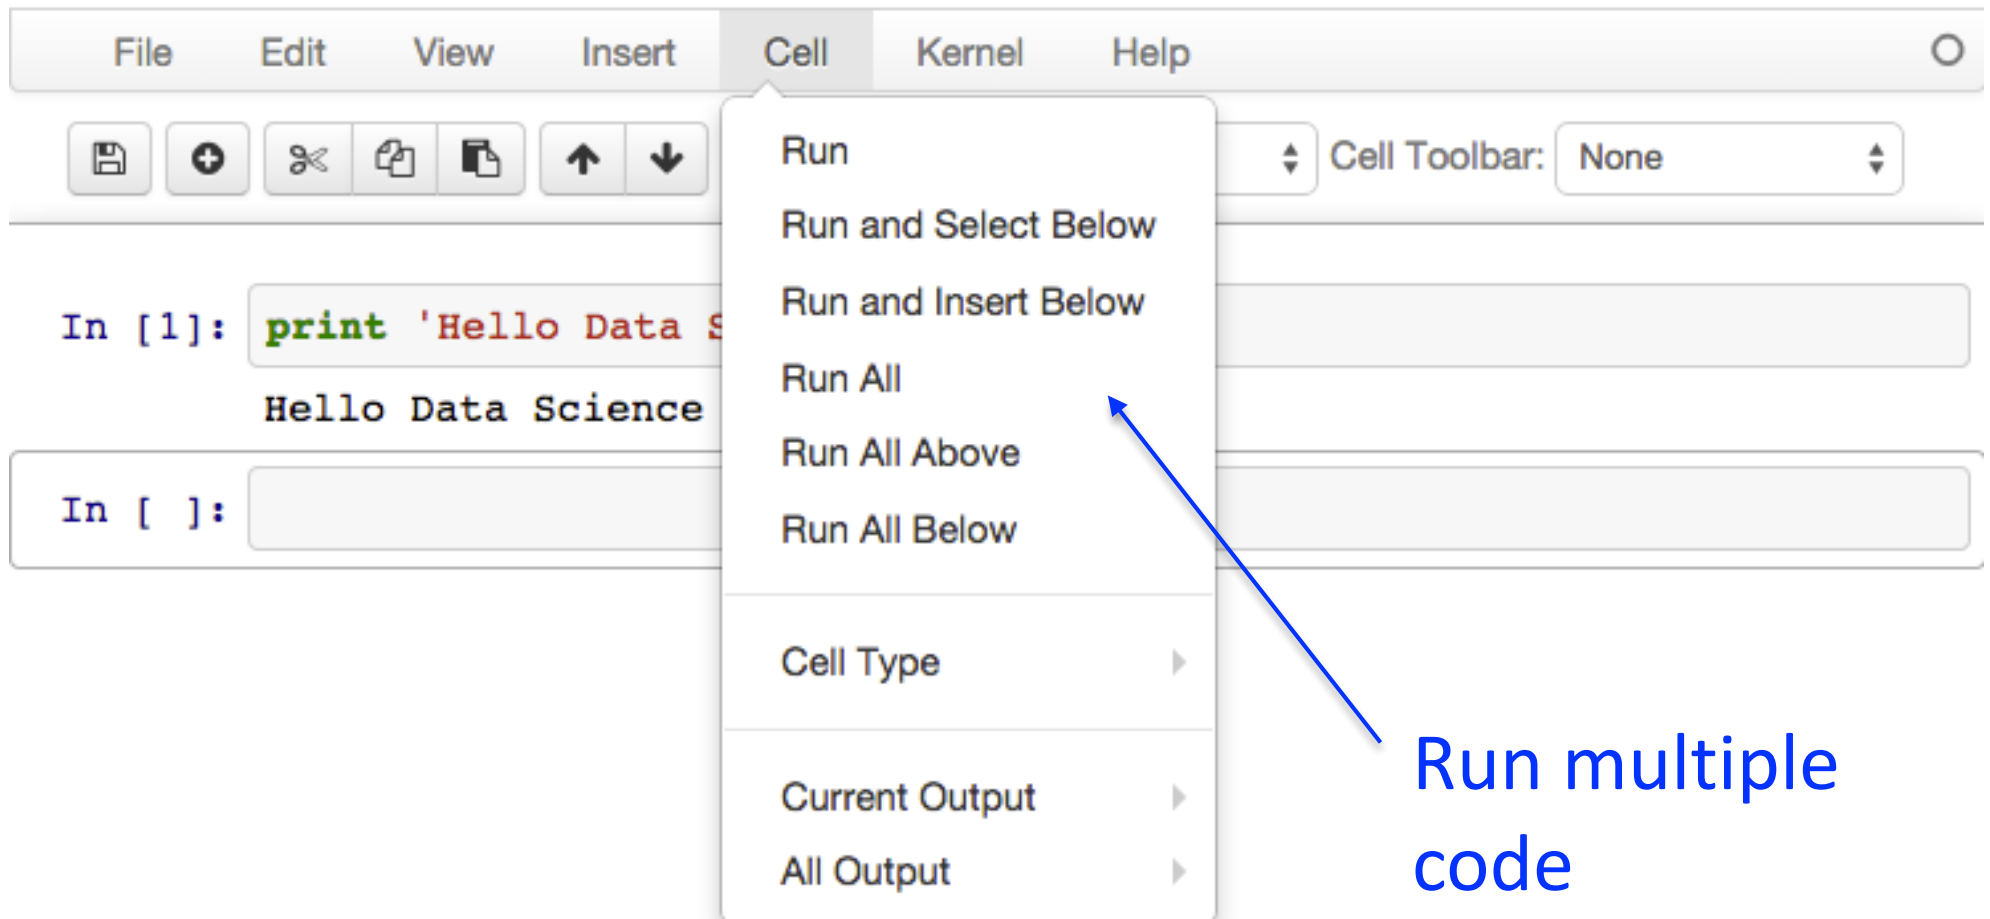 File Edit View Insert Cell Kernel Help
Cell Toolbar: None
Run
Run and Select Below
Run and Insert Below
Run All
Run All Above
Run All Below
Cell Type
Current Output
All Output
In [1]: print 'Hello Data
Hello Data Science
In [ ]:
Run multiple
code